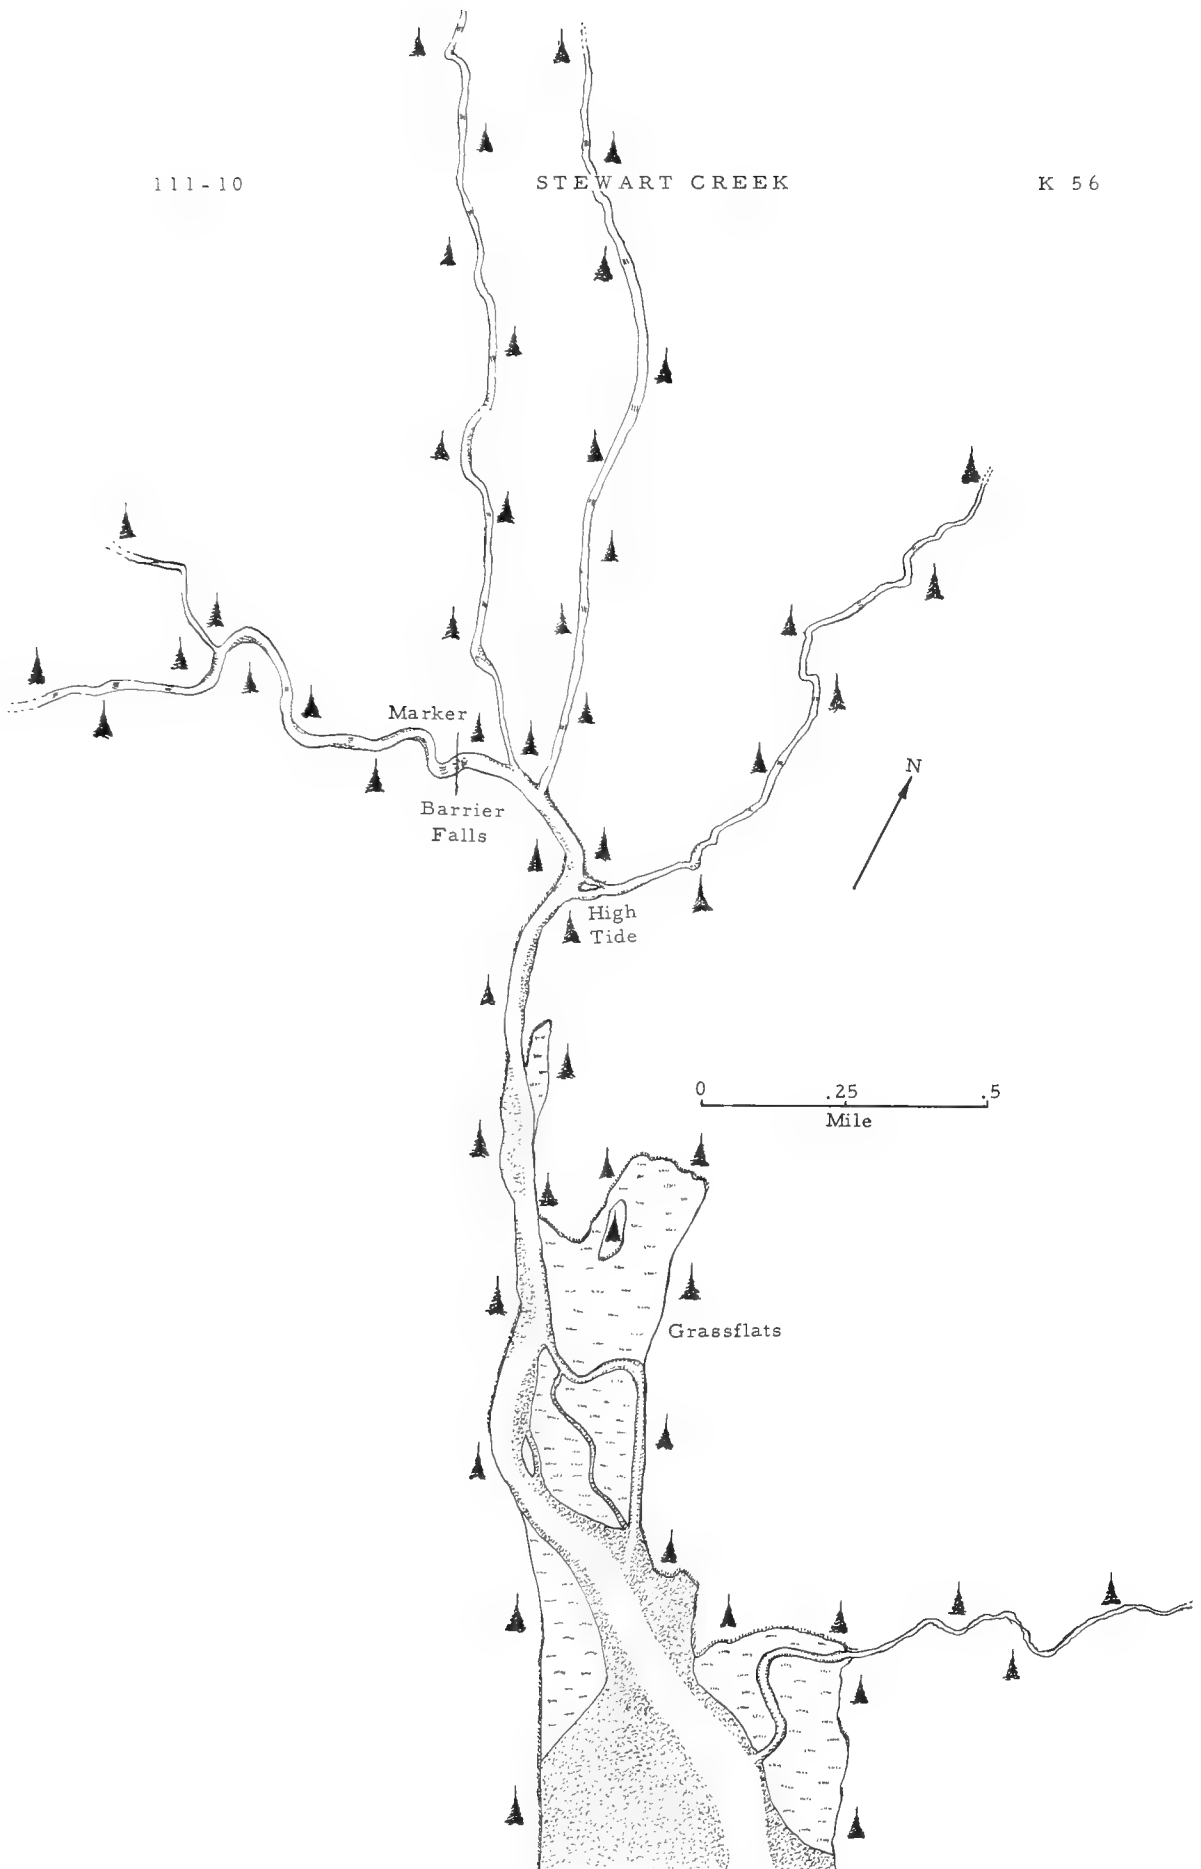 111-10
STEWART CREEK
K 56
Marker
Barrier
Falls
N
High
Tide
0 .25 .5
Mile
Grassflats